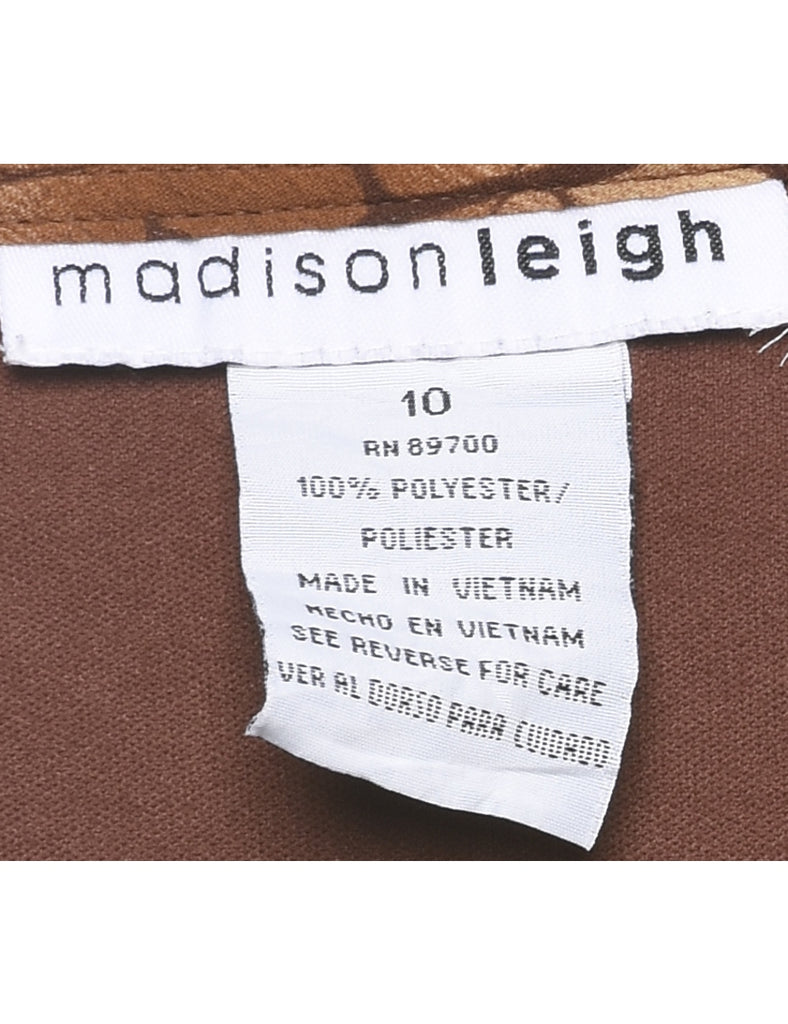 madisonleigh
10
RN 89700
100% POLYESTER/
POLIESTER
MADE IN VIETNAM
HECHO EN VIETNAM
SEE REVERSE FOR CARE
VER AL DORSO PARA CUIDADO